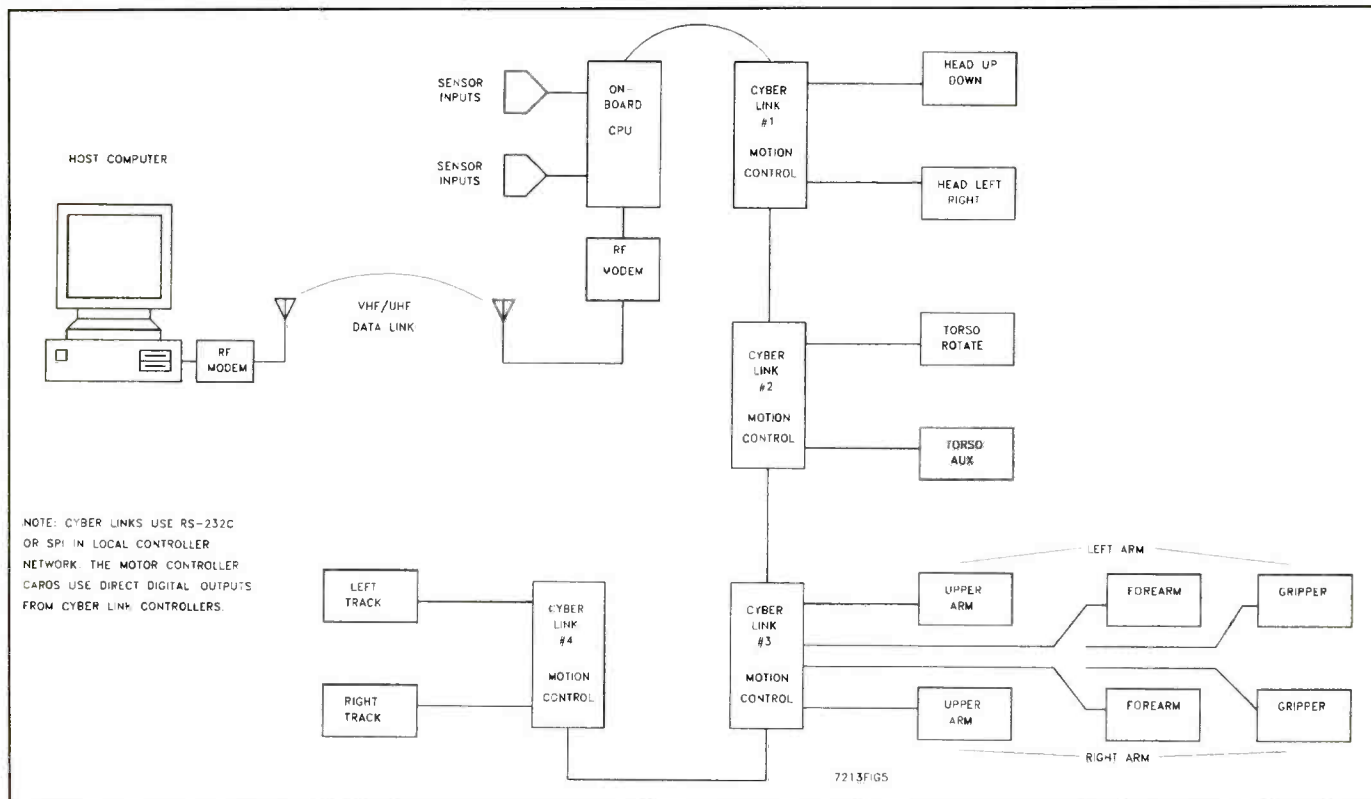 HOST COMPUTER
RF
MODEM
VHF/UHF
DATA LINK
SENSOR
INPUTS
SENSOR
INPUTS
ON-
BOARD
CPU
RF
MODEM
CYBER
LINK
#1
MOTION
CONTROL
HEAD UP
DOWN
HEAD LEFT
RIGHT
CYBER
LINK
#2
MOTION
CONTROL
TORSO
ROTATE
TORSO
AUX
NOTE: CYBER LINKS USE RS-232C
OR SPI IN LOCAL CONTROLLER
NETWORK. THE MOTOR CONTROLLER
CARDS USE DIRECT DIGITAL OUTPUTS
FROM CYBER LINK CONTROLLERS.
LEFT
TRACK
RIGHT
TRACK
CYBER
LINK
#4
MOTION
CONTROL
CYBER
LINK
#3
MOTION
CONTROL
LEFT ARM
UPPER
ARM
FOREARM
GRIPPER
UPPER
ARM
FOREARM
GRIPPER
RIGHT ARM
7213FIG5